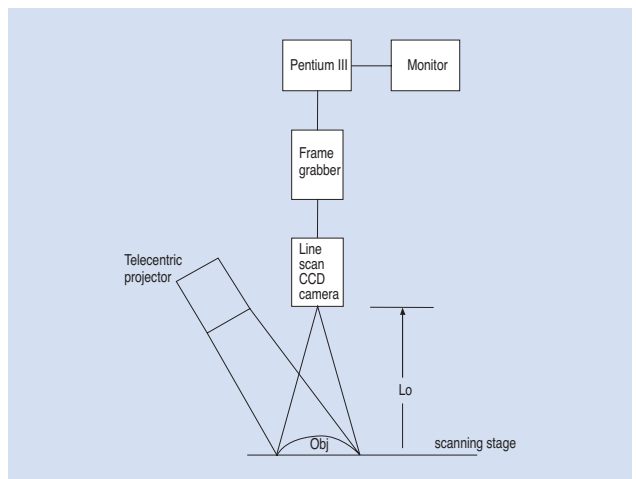 Pentium III
Monitor
Frame
grabber
Line
scan
CCD
camera
Telecentric
projector
Lo
Obj
scanning stage